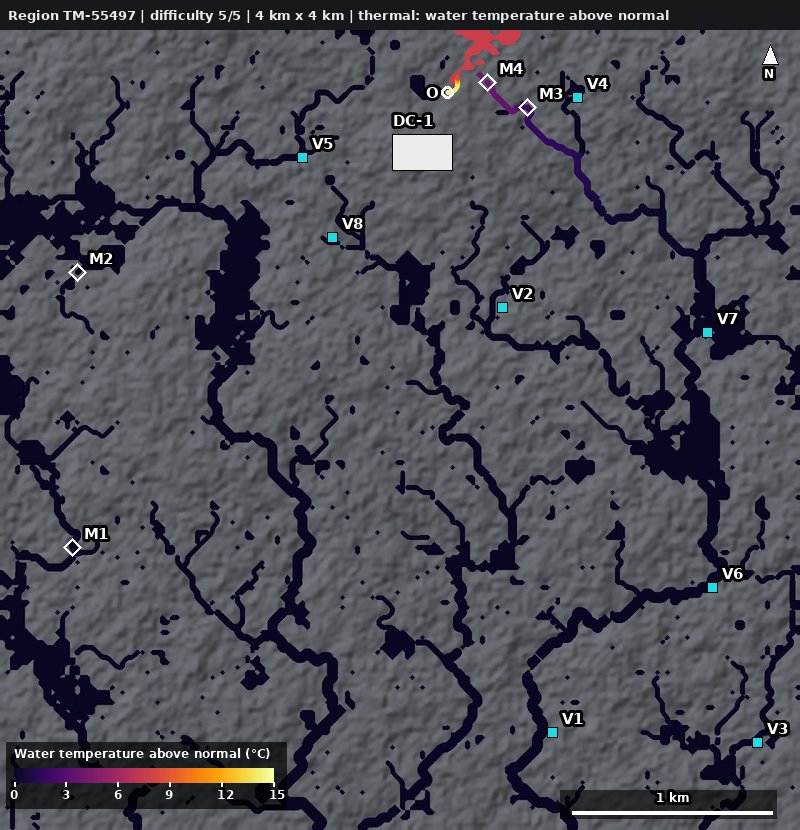 Region TM-55497 | difficulty 5/5 | 4 km x 4 km | thermal: water temperature above normal
N
M4
O
V4
M3
DC-1
V5
V8
M2
V2
V7
M1
V6
V1
V3
Water temperature above normal (°C)
0 3 6 9 12 15
1 km